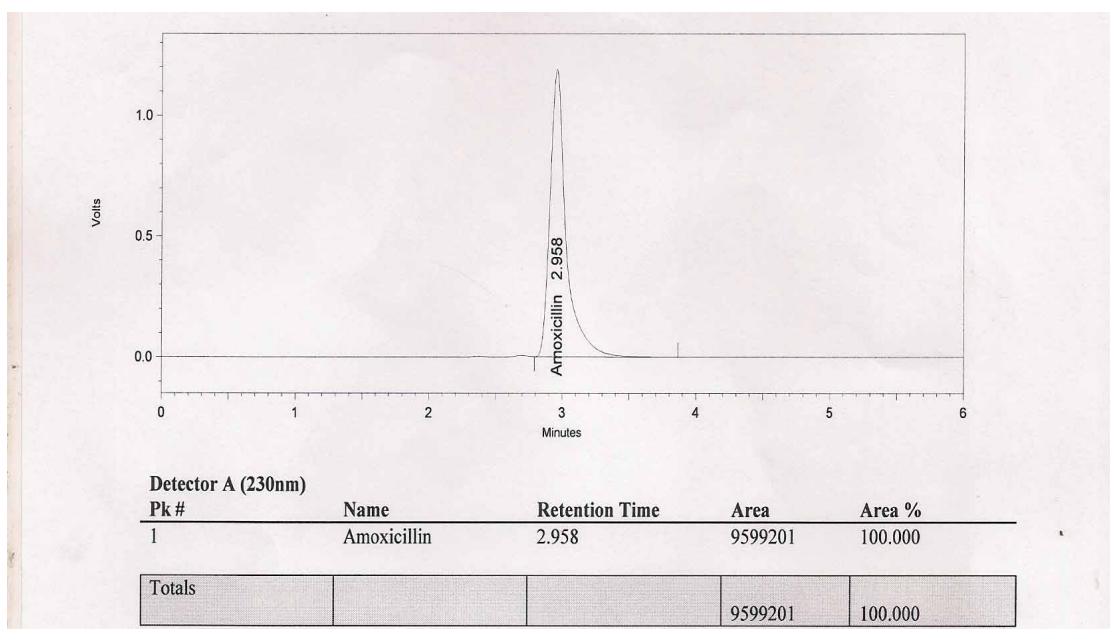 1.0
Volts
0.5
Amoxicillin 2.958
0.0
0 1 2 3 4 5 6
Minutes
Detector A (230nm)
Pk # Name Retention Time Area Area %
1 Amoxicillin 2.958 9599201 100.000
Totals
9599201 100.000